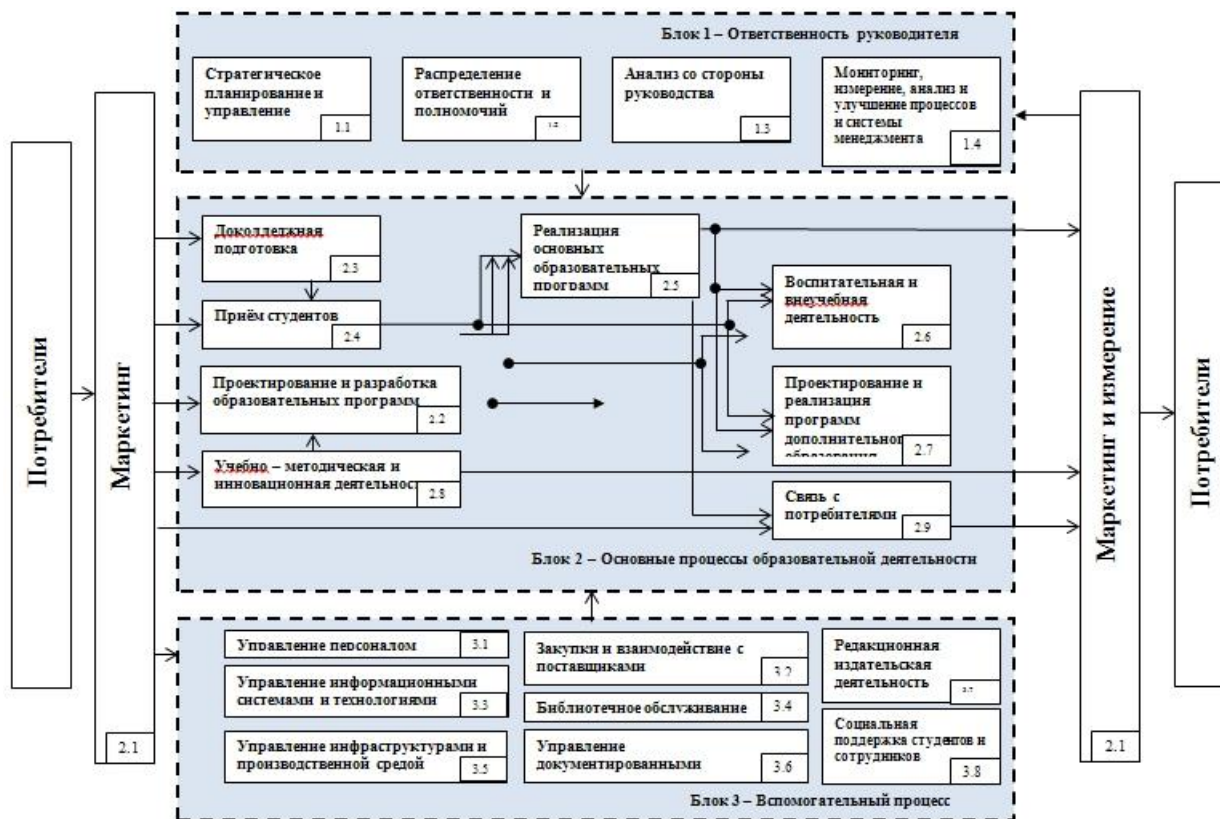 Потребители
Маркетинг
2.1
Блок 1 – Ответственность руководителя
Стратегическое
планирование и
управление
1.1
Распределение
ответственности и
полномочий
Анализ со стороны
руководства
1.3
Мониторинг,
измерение, анализ и
улучшение процессов
и системы
менеджмента
1.4
Доколледжная
подготовка
2.3
Приём студентов
2.4
Проектирование и разработка
образовательных программ
2.2
Учебно – методическая и
инновационная деятельность
2.8
Реализация
основных
образовательных
программ
2.5
Воспитательная и
внеучебная
деятельность
2.6
Проектирование и
реализация
программ
дополнительного
образования
2.7
Связь с
потребителями
2.9
Блок 2 – Основные процессы образовательной деятельности
Управление персоналом
3.1
Управление информационными
системами и технологиями
3.3
Управление инфраструктурами и
производственной средой
3.5
Закупки и взаимодействие с
поставщиками
3.2
Библиотечное обслуживание
3.4
Управление
документированными
3.6
Редакционная
издательская
деятельность
3.7
Социальная
поддержка студентов и
сотрудников
3.8
Блок 3 – Вспомогательный процесс
Маркетинг и измерение
2.1
Потребители